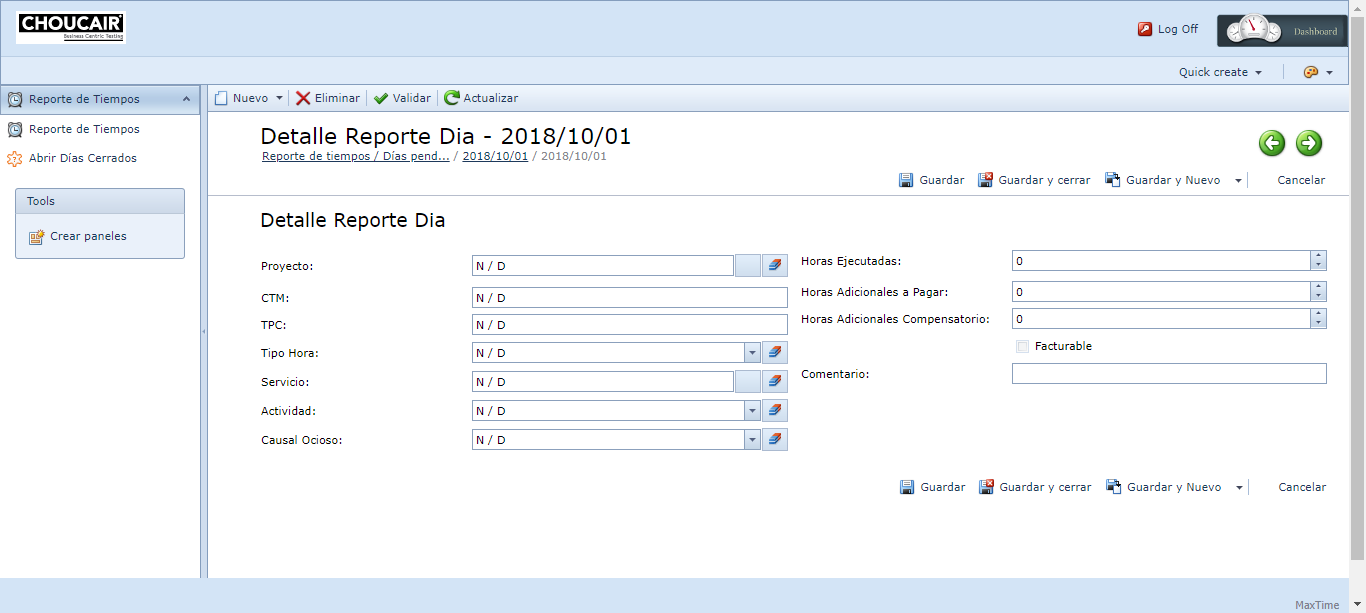 CHOUCAIR
Business Centric Testing
Log Off
Dashboard
Quick create
Reporte de Tiempos
Nuevo Eliminar Validar Actualizar
Reporte de Tiempos
Abrir Días Cerrados
Tools
Crear paneles
Detalle Reporte Dia - 2018/10/01
Reporte de tiempos / Días pend... / 2018/10/01 / 2018/10/01
Guardar Guardar y cerrar Guardar y Nuevo Cancelar
Detalle Reporte Dia
Proyecto: N / D
CTM: N / D
TPC: N / D
Tipo Hora: N / D
Servicio: N / D
Actividad: N / D
Causal Ocioso: N / D
Horas Ejecutadas: 0
Horas Adicionales a Pagar: 0
Horas Adicionales Compensatorio: 0
Facturable
Comentario:
Guardar Guardar y cerrar Guardar y Nuevo Cancelar
MaxTime